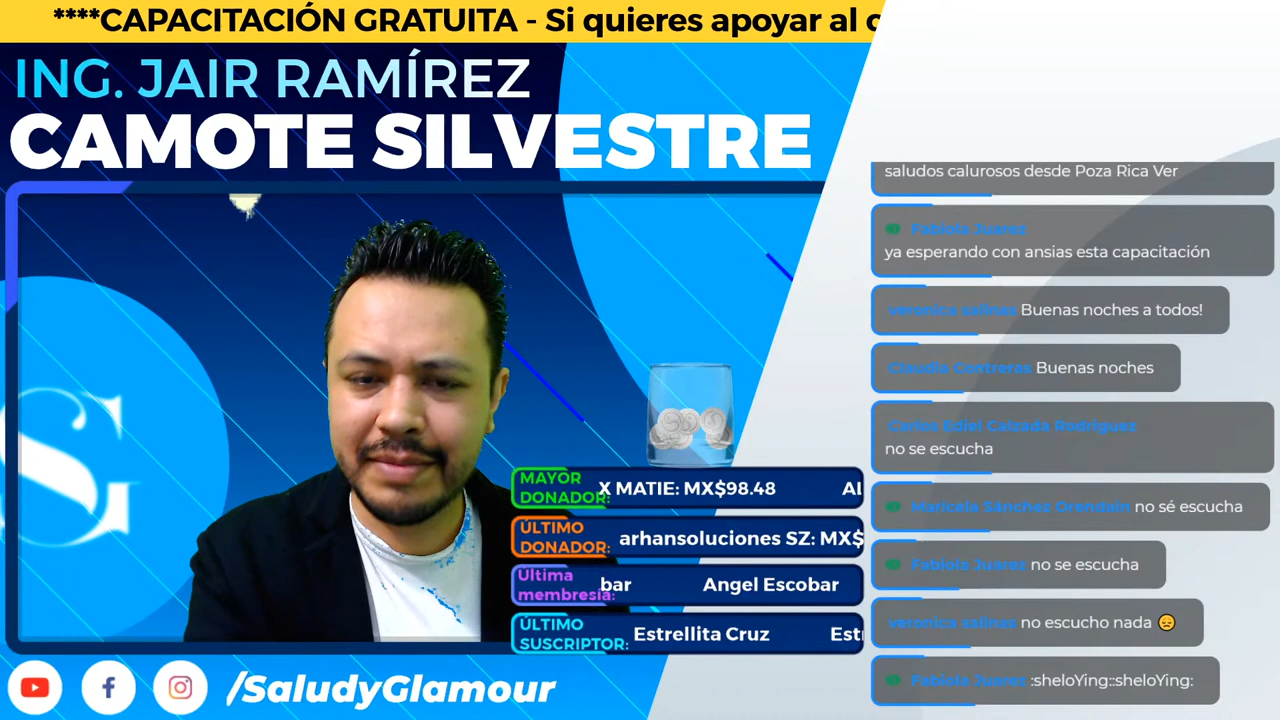 ****CAPACITACIÓN GRATUITA - Si quieres apoyar al c
ING. JAIR RAMÍREZ
CAMOTE SILVESTRE
S
MAYOR
DONADOR:
X MATIE: MX$98.48
Al
ÚLTIMO
DONADOR:
arhansoluciones SZ: MX$
Última
membresía:
bar
Angel Escobar
ÚLTIMO
SUSCRIPTOR:
Estrellita Cruz
Est
/SaludyGlamour
saludos calurosos desde Poza Rica Ver
Fabiola Juarez
ya esperando con ansias esta capacitación
veronica salinas Buenas noches a todos!
Claudia Contreras Buenas noches
Carlos Ediel Calzada Rodriguez
no se escucha
Maricela Sánchez Orendain no sé escucha
Fabiola Juarez no se escucha
veronica salinas no escucho nada 😔
Fabiola Juarez :sheloYing::sheloYing: